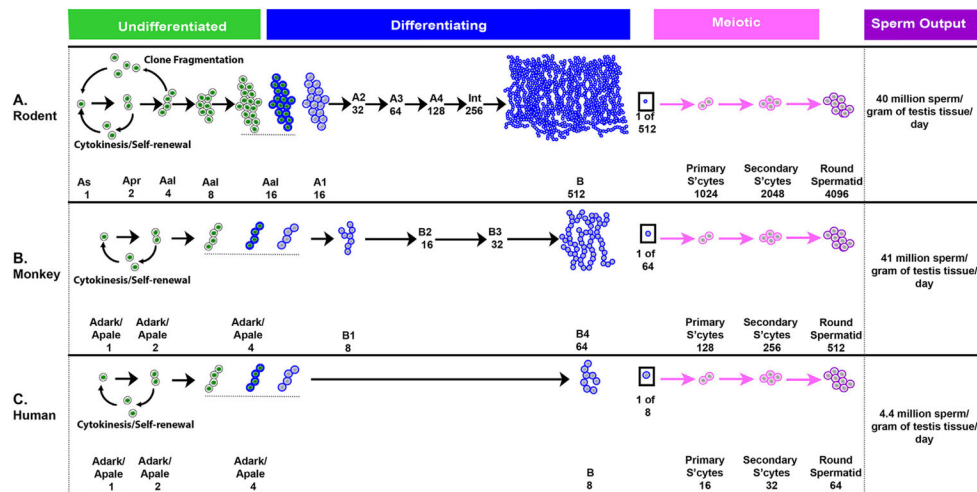 Undifferentiated
Differentiating
Meiotic
Sperm Output
A.
Rodent
Clone Fragmentation
Cytokinesis/Self-renewal
A2
32
A3
64
A4
128
Int
256
1 of
512
40 million sperm/
gram of testis tissue/
day
As
1
Apr
2
Aal
4
Aal
8
Aal
16
A1
16
B
512
Primary
S'cytes
1024
Secondary
S'cytes
2048
Round
Spermatid
4096
B.
Monkey
Cytokinesis/Self-renewal
B2
16
B3
32
1 of
64
41 million sperm/
gram of testis tissue/
day
Adark/
Apale
1
Adark/
Apale
2
Adark/
Apale
4
B1
8
B4
64
Primary
S'cytes
128
Secondary
S'cytes
256
Round
Spermatid
512
C.
Human
Cytokinesis/Self-renewal
1 of
8
4.4 million sperm/
gram of testis tissue/
day
Adark/
Apale
1
Adark/
Apale
2
Adark/
Apale
4
B
8
Primary
S'cytes
16
Secondary
S'cytes
32
Round
Spermatid
64